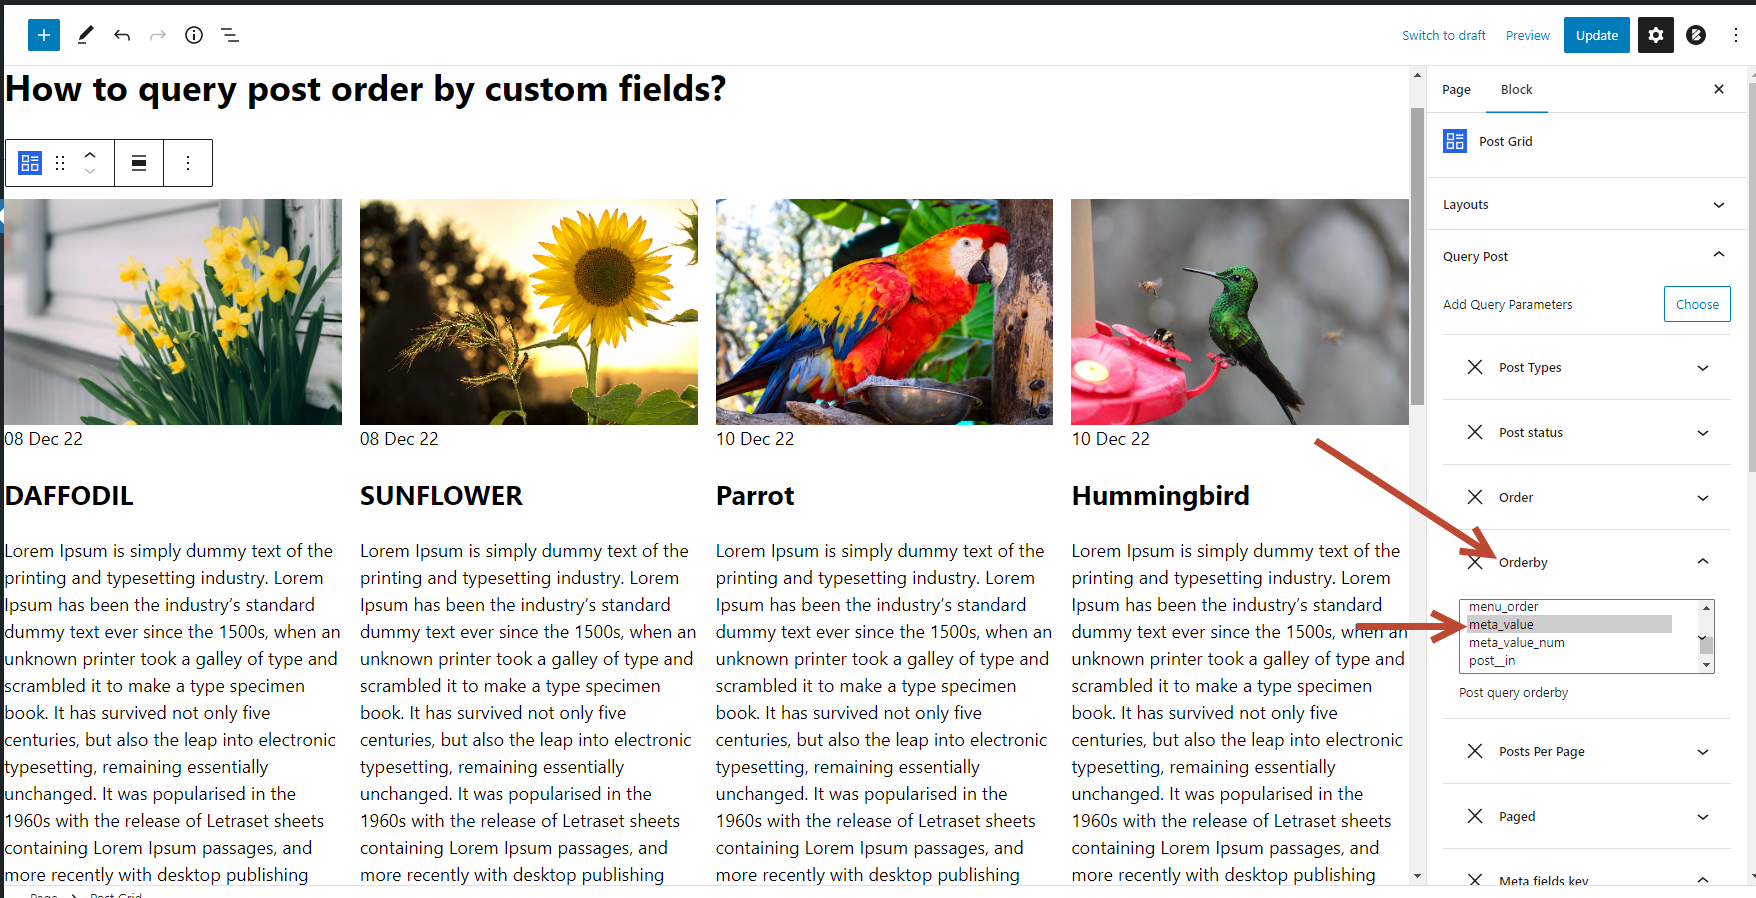 Switch to draft
Preview
Update
How to query post order by custom fields?
Page
Block
Post Grid
Layouts
Query Post
Add Query Parameters
Choose
Post Types
Post status
Order
Orderby
menu_order
meta_value
meta_value_num
post__in
Post query orderby
Posts Per Page
Paged
Meta fields key
08 Dec 22
DAFFODIL
Lorem Ipsum is simply dummy text of the
printing and typesetting industry. Lorem
Ipsum has been the industry’s standard
dummy text ever since the 1500s, when an
unknown printer took a galley of type and
scrambled it to make a type specimen
book. It has survived not only five
centuries, but also the leap into electronic
typesetting, remaining essentially
unchanged. It was popularised in the
1960s with the release of Letraset sheets
containing Lorem Ipsum passages, and
more recently with desktop publishing
08 Dec 22
SUNFLOWER
Lorem Ipsum is simply dummy text of the
printing and typesetting industry. Lorem
Ipsum has been the industry’s standard
dummy text ever since the 1500s, when an
unknown printer took a galley of type and
scrambled it to make a type specimen
book. It has survived not only five
centuries, but also the leap into electronic
typesetting, remaining essentially
unchanged. It was popularised in the
1960s with the release of Letraset sheets
containing Lorem Ipsum passages, and
more recently with desktop publishing
10 Dec 22
Parrot
Lorem Ipsum is simply dummy text of the
printing and typesetting industry. Lorem
Ipsum has been the industry’s standard
dummy text ever since the 1500s, when an
unknown printer took a galley of type and
scrambled it to make a type specimen
book. It has survived not only five
centuries, but also the leap into electronic
typesetting, remaining essentially
unchanged. It was popularised in the
1960s with the release of Letraset sheets
containing Lorem Ipsum passages, and
more recently with desktop publishing
10 Dec 22
Hummingbird
Lorem Ipsum is simply dummy text of the
printing and typesetting industry. Lorem
Ipsum has been the industry’s standard
dummy text ever since the 1500s, when an
unknown printer took a galley of type and
scrambled it to make a type specimen
book. It has survived not only five
centuries, but also the leap into electronic
typesetting, remaining essentially
unchanged. It was popularised in the
1960s with the release of Letraset sheets
containing Lorem Ipsum passages, and
more recently with desktop publishing
Page
Post Grid